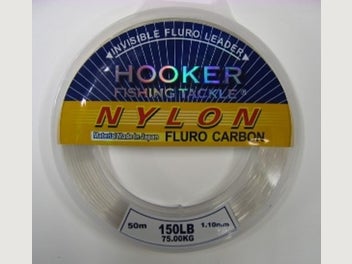 INVISIBLE FLURO LEADER
HOOKER
FISHING TACKLE®
NYLON
Material Made In Japan FLURO CARBON
50m 150LB 1.10mm
75.00KG